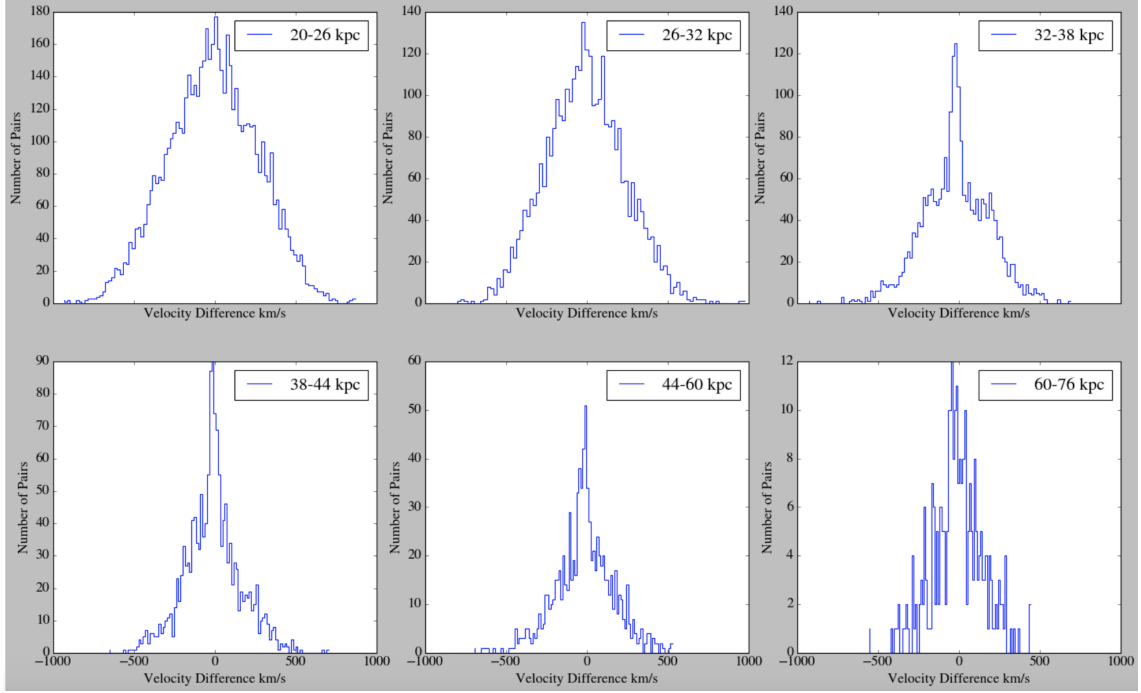 180
160
140
120
100
80
60
40
20
0
Number of Pairs
20-26 kpc
Velocity Difference km/s
140
120
100
80
60
40
20
0
Number of Pairs
26-32 kpc
Velocity Difference km/s
140
120
100
80
60
40
20
0
Number of Pairs
32-38 kpc
Velocity Difference km/s
90
80
70
60
50
40
30
20
10
0
Number of Pairs
38-44 kpc
−1000 −500 0 500 1000
Velocity Difference km/s
60
50
40
30
20
10
0
Number of Pairs
44-60 kpc
−500 0 500 1000
Velocity Difference km/s
12
10
8
6
4
2
0
Number of Pairs
60-76 kpc
−1000 −500 0 500 1000
Velocity Difference km/s